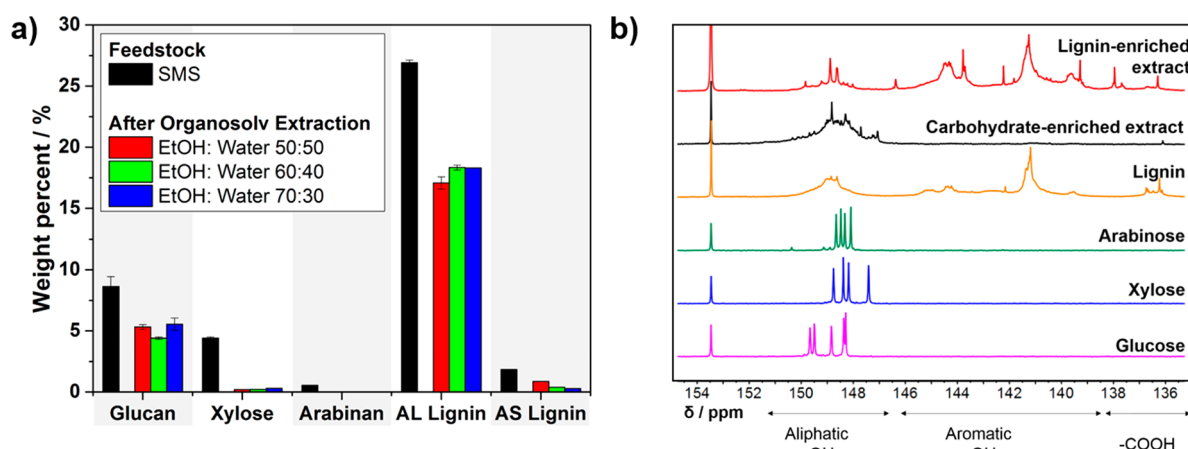 a)
30
25
20
15
10
5
0
Weight percent / %
Feedstock
SMS
After Organosolv Extraction
EtOH: Water 50:50
EtOH: Water 60:40
EtOH: Water 70:30
Glucan
Xylose
Arabinan
AL Lignin
AS Lignin
b)
Lignin-enriched
extract
Carbohydrate-enriched extract
Lignin
Arabinose
Xylose
Glucose
154 152 150 148 146 144 142 140 138 136
δ / ppm
Aliphatic
Aromatic
-COOH